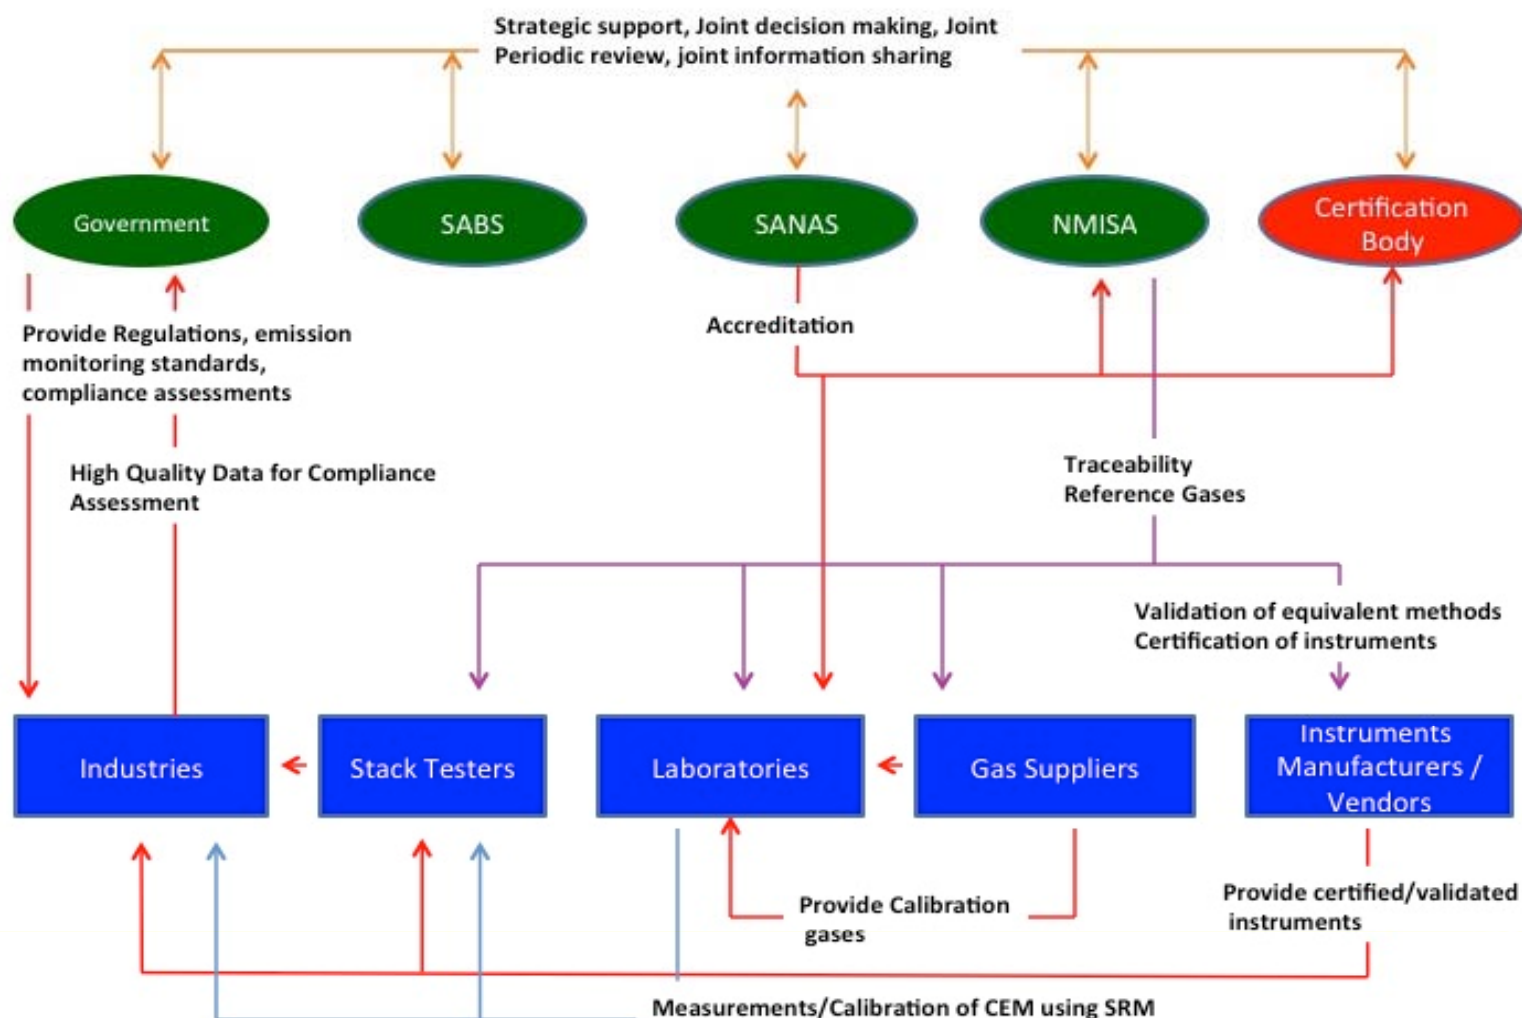 Strategic support, Joint decision making, Joint
Periodic review, joint information sharing
Government
SABS
SANAS
NMISA
Certification
Body
Provide Regulations, emission
monitoring standards,
compliance assessments
Accreditation
High Quality Data for Compliance
Assessment
Traceability
Reference Gases
Validation of equivalent methods
Certification of instruments
Industries
Stack Testers
Laboratories
Gas Suppliers
Instruments
Manufacturers /
Vendors
Provide Calibration
gases
Provide certified/validated
instruments
Measurements/Calibration of CEM using SRM